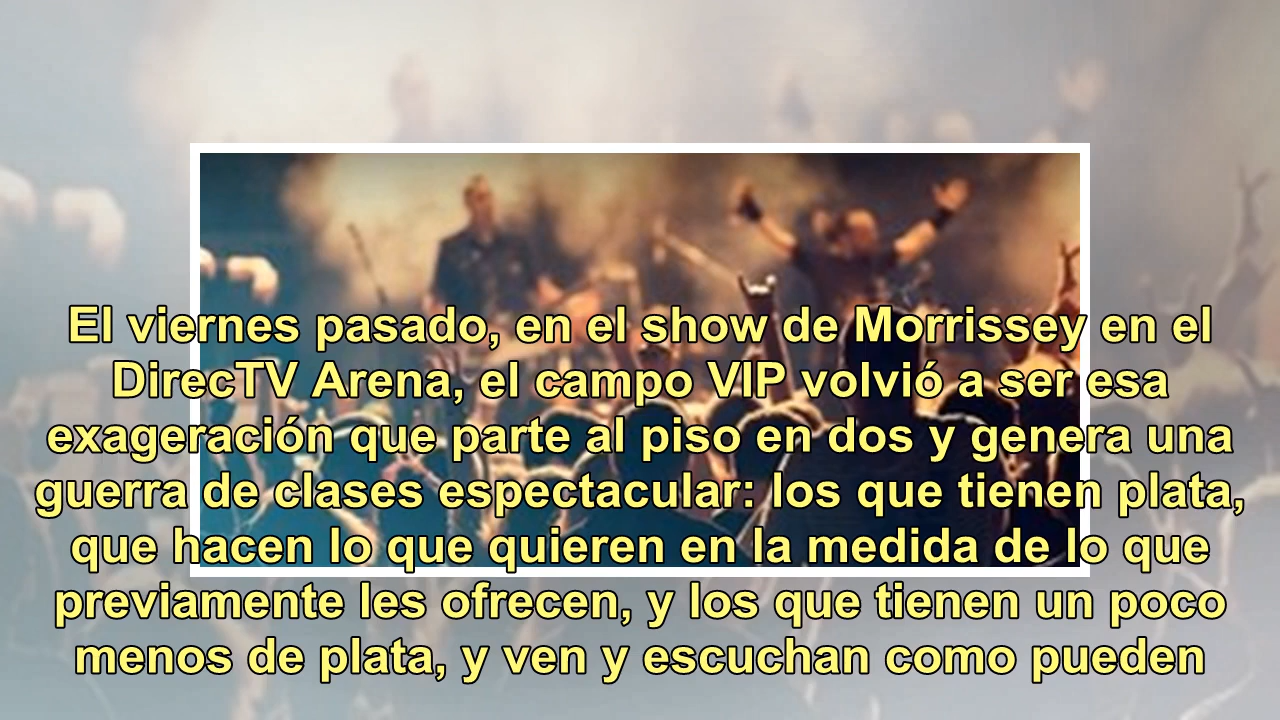 El viernes pasado, en el show de Morrissey en el
DirecTV Arena, el campo VIP volvió a ser esa
exageración que parte al piso en dos y genera una
guerra de clases espectacular: los que tienen plata,
que hacen lo que quieren en la medida de lo que
previamente les ofrecen, y los que tienen un poco
menos de plata, y ven y escuchan como pueden